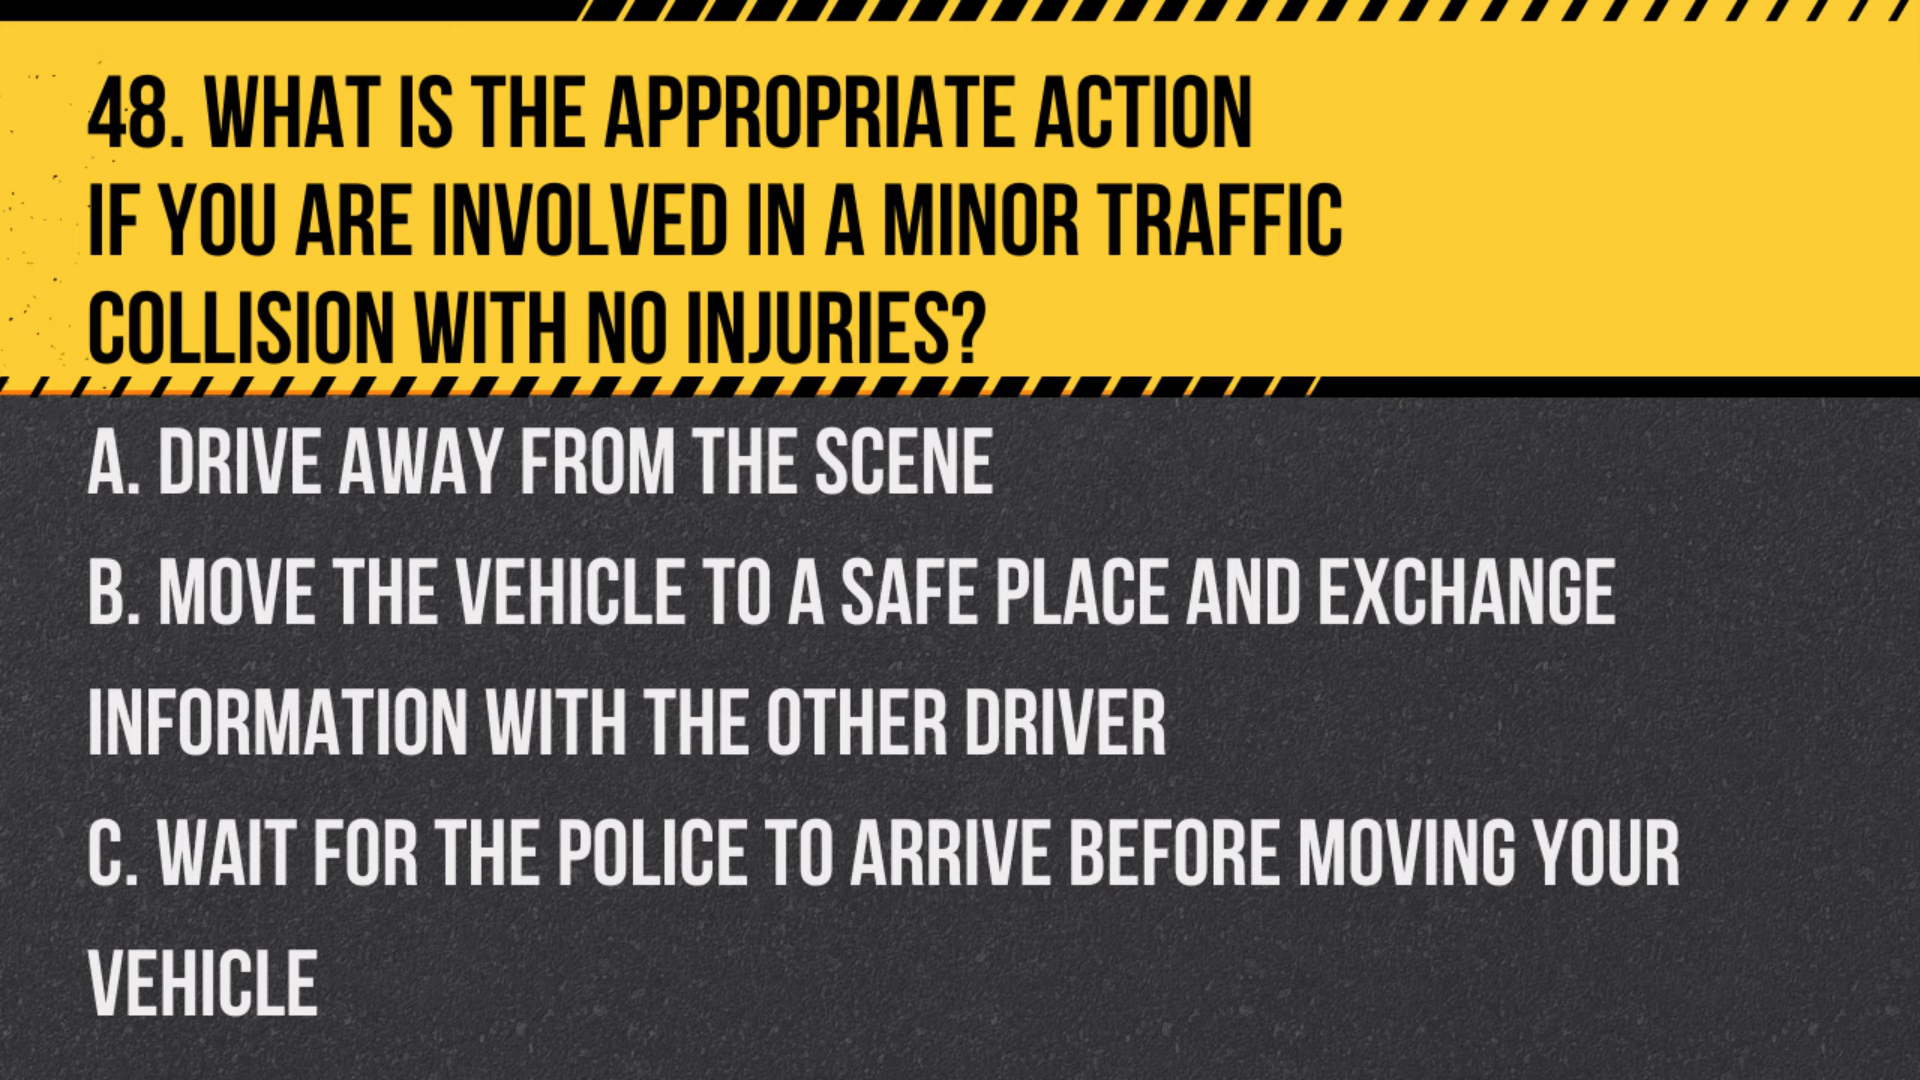 48. WHAT IS THE APPROPRIATE ACTION
IF YOU ARE INVOLVED IN A MINOR TRAFFIC
COLLISION WITH NO INJURIES?
A. DRIVE AWAY FROM THE SCENE
B. MOVE THE VEHICLE TO A SAFE PLACE AND EXCHANGE
INFORMATION WITH THE OTHER DRIVER
C. WAIT FOR THE POLICE TO ARRIVE BEFORE MOVING YOUR
VEHICLE